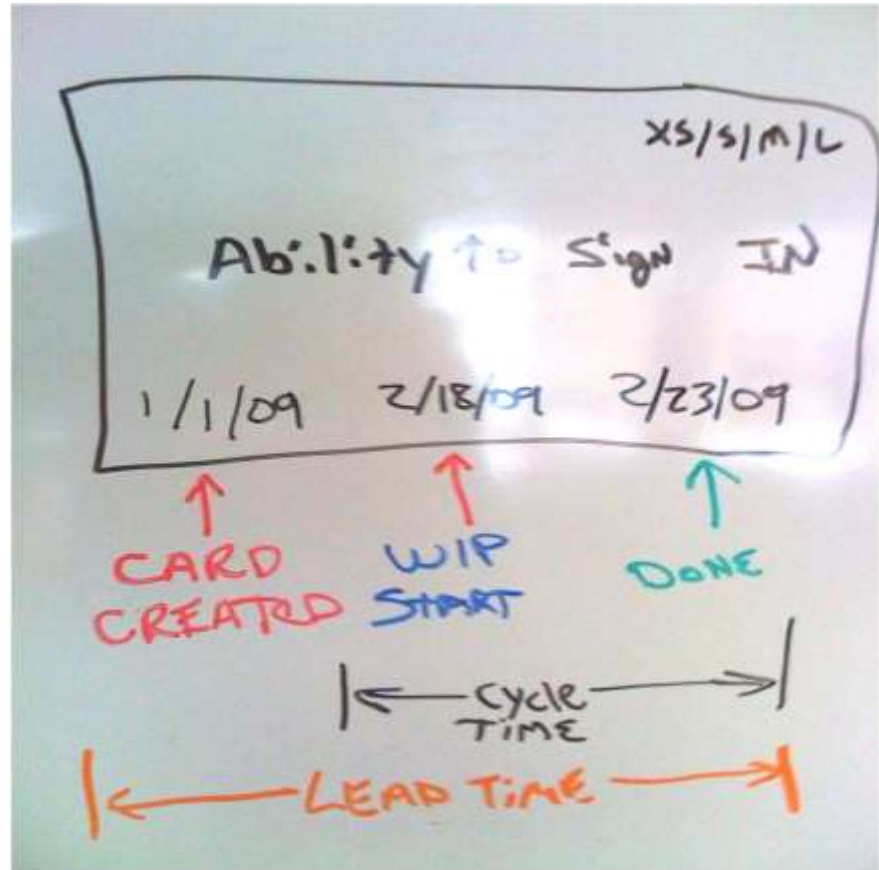 XS/S/M/L
Ability to Sign IN
1/1/09 2/18/09 2/23/09
CARD WIP DONE
CREATED START
CYCLE
TIME
LEAD TIME